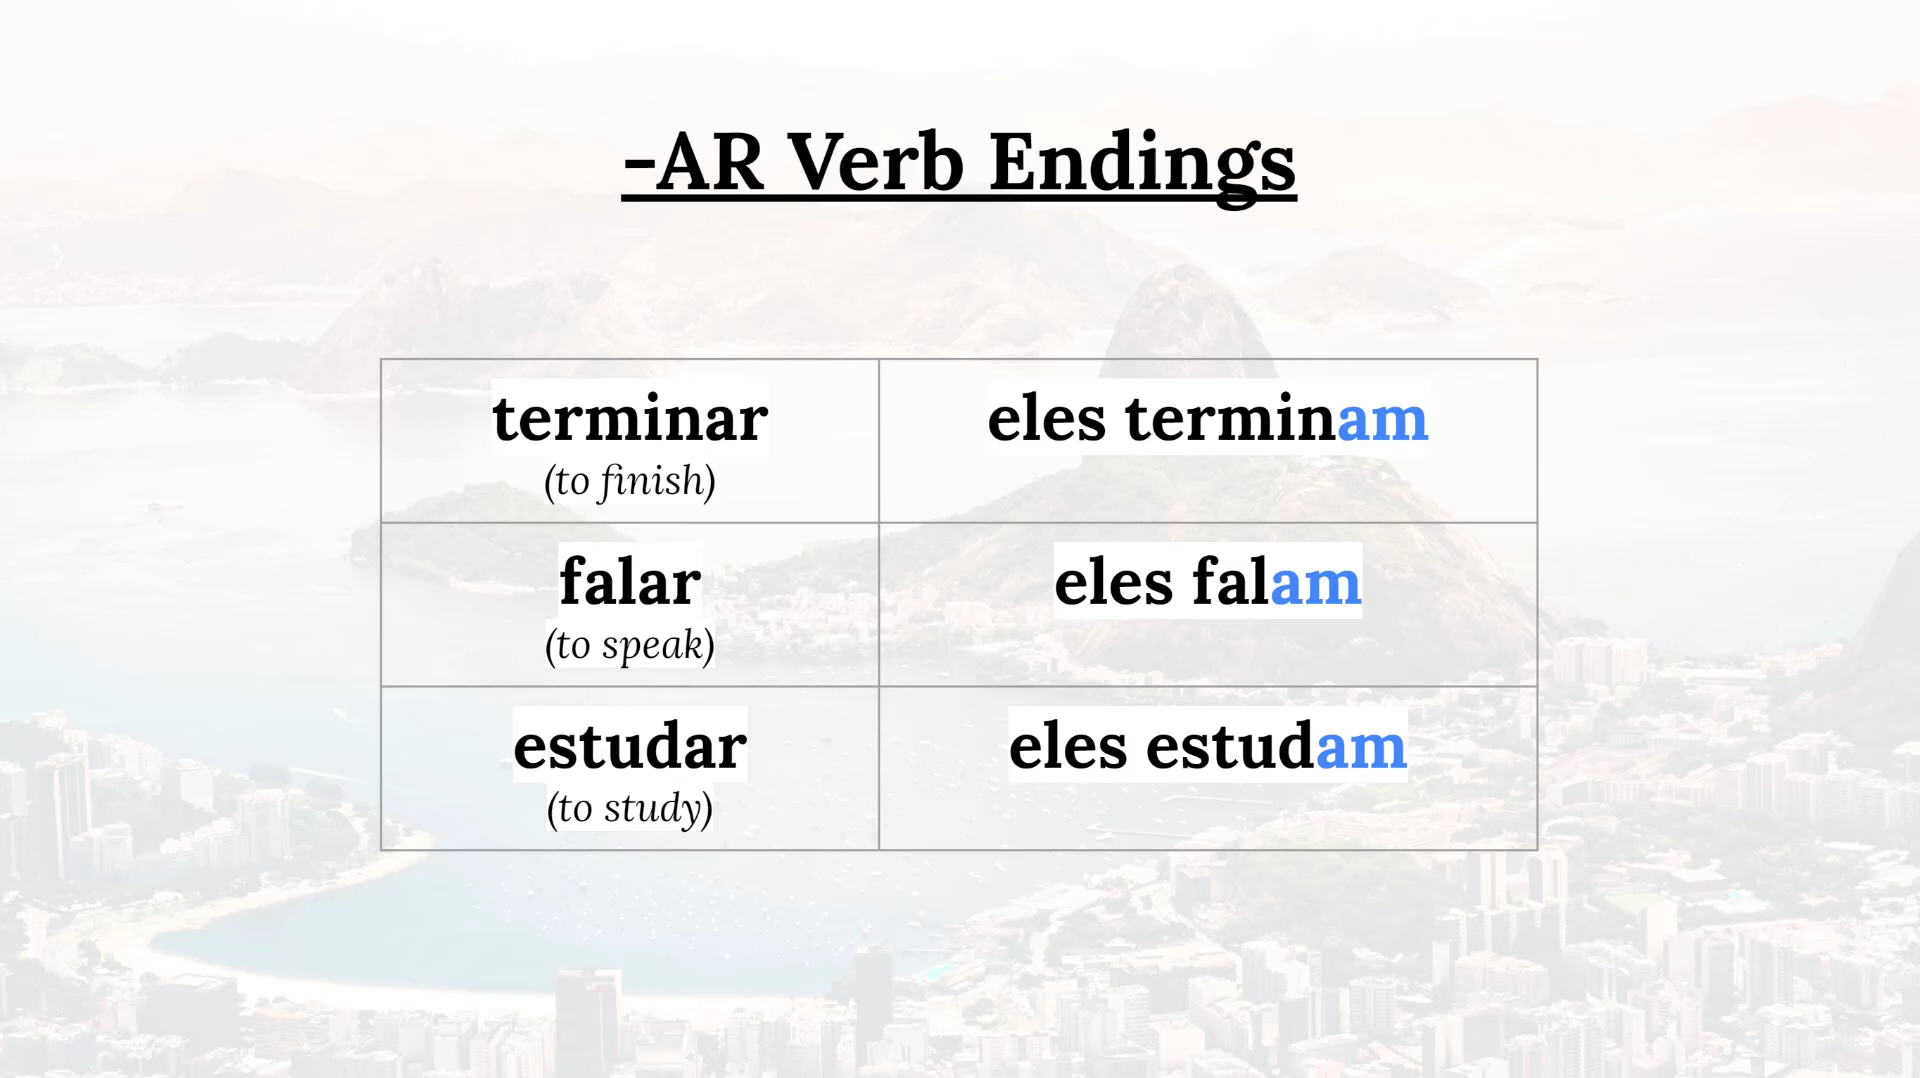 -AR Verb Endings
terminar
(to finish)
eles terminam
falar
(to speak)
eles falam
estudar
(to study)
eles estudam